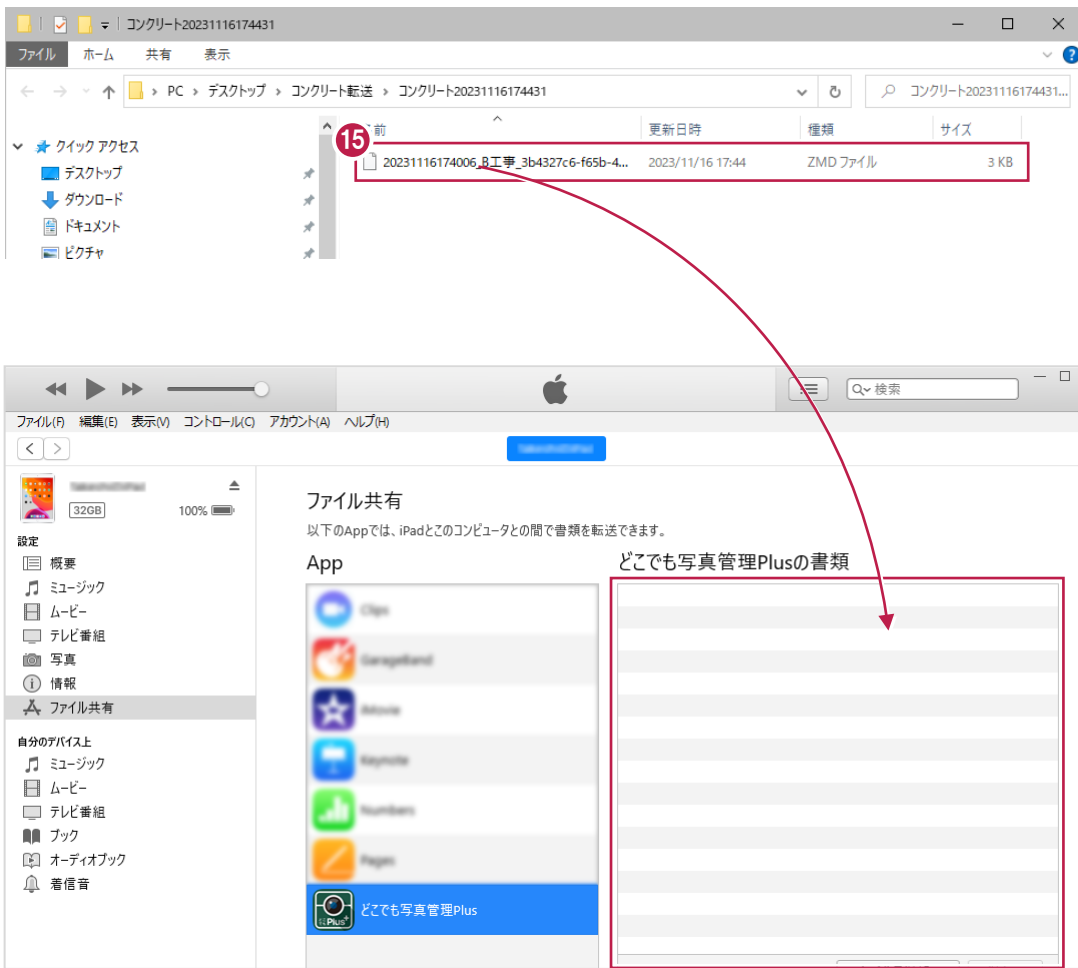 コンクリート20231116174431
ファイル ホーム 共有 表示
PC › デスクトップ › コンクリート転送 › コンクリート20231116174431
コンクリート20231116174431...
⑮
前 更新日時 種類 サイズ
クイック アクセス
20231116174006_B工事_3b4327c6-f65b-4... 2023/11/16 17:44 ZMD ファイル 3 KB
デスクトップ
ダウンロード
ドキュメント
ピクチャ
検索
ファイル(F) 編集(E) 表示(V) コントロール(C) アカウント(A) ヘルプ(H)
32GB 100%
ファイル共有
以下のAppでは、iPadとこのコンピュータとの間で書類を転送できます。
App どこでも写真管理Plusの書類
設定
概要
ミュージック
ムービー
テレビ番組
写真
情報
ファイル共有
自分のデバイス上
ミュージック
ムービー
テレビ番組
ブック
オーディオブック
着信音
Clips
GarageBand
iMovie
Keynote
Numbers
Pages
Plus+
どこでも写真管理Plus